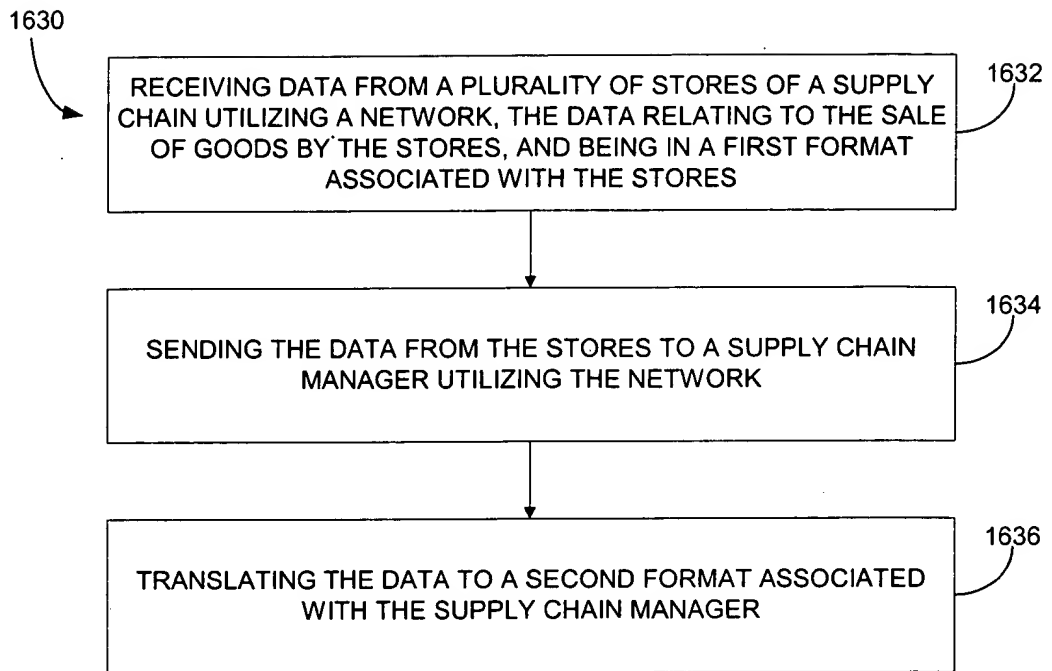 1630
RECEIVING DATA FROM A PLURALITY OF STORES OF A SUPPLY
CHAIN UTILIZING A NETWORK, THE DATA RELATING TO THE SALE
OF GOODS BY THE STORES, AND BEING IN A FIRST FORMAT
ASSOCIATED WITH THE STORES
1632
SENDING THE DATA FROM THE STORES TO A SUPPLY CHAIN
MANAGER UTILIZING THE NETWORK
1634
TRANSLATING THE DATA TO A SECOND FORMAT ASSOCIATED
WITH THE SUPPLY CHAIN MANAGER
1636